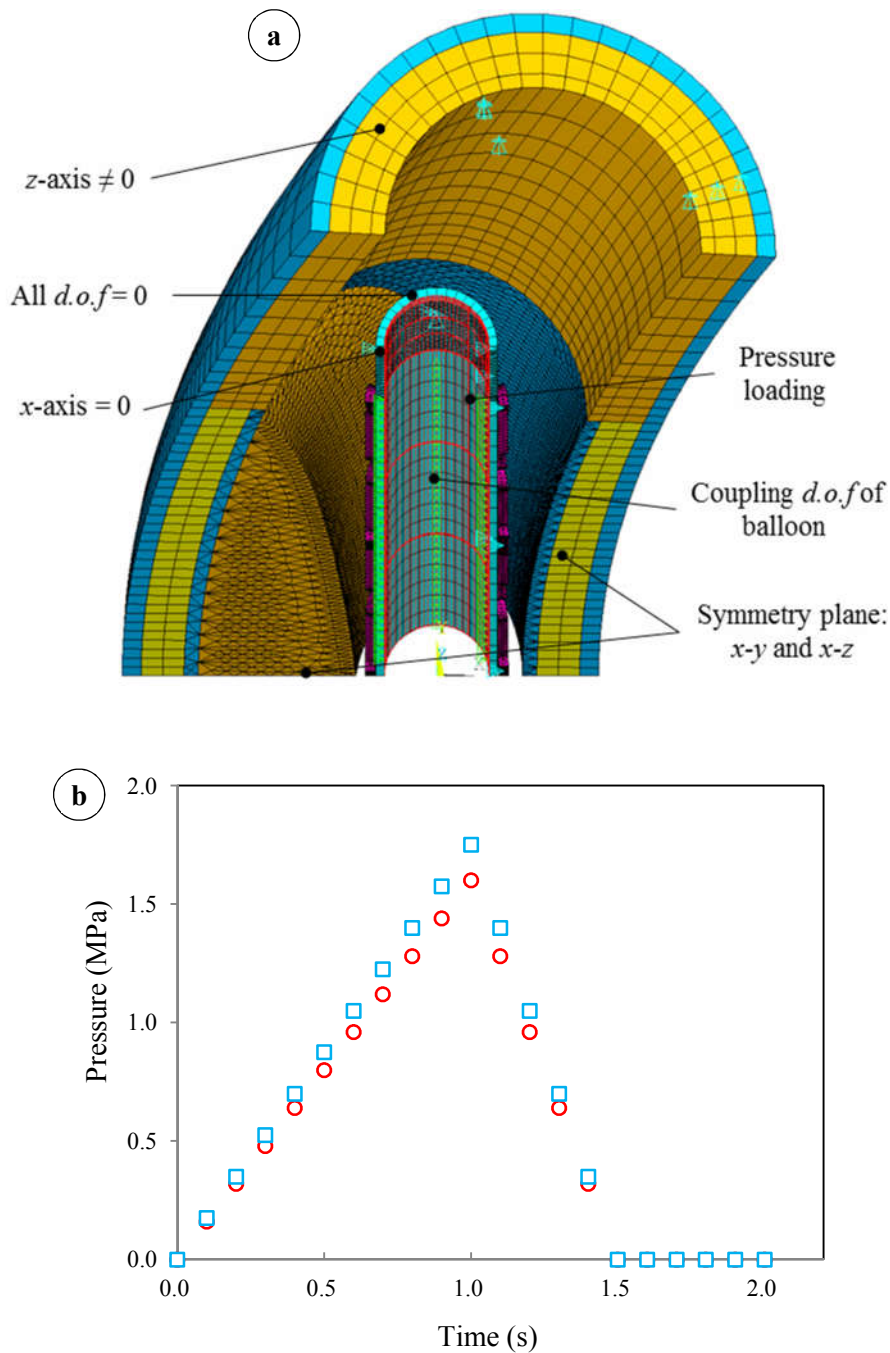 a
z-axis ≠ 0
All d.o.f = 0
x-axis = 0
Pressure
loading
Coupling d.o.f of
balloon
Symmetry plane:
x-y and x-z
b
Pressure (MPa)
2.0
1.5
1.0
0.5
0.0
0.0 0.5 1.0 1.5 2.0
Time (s)